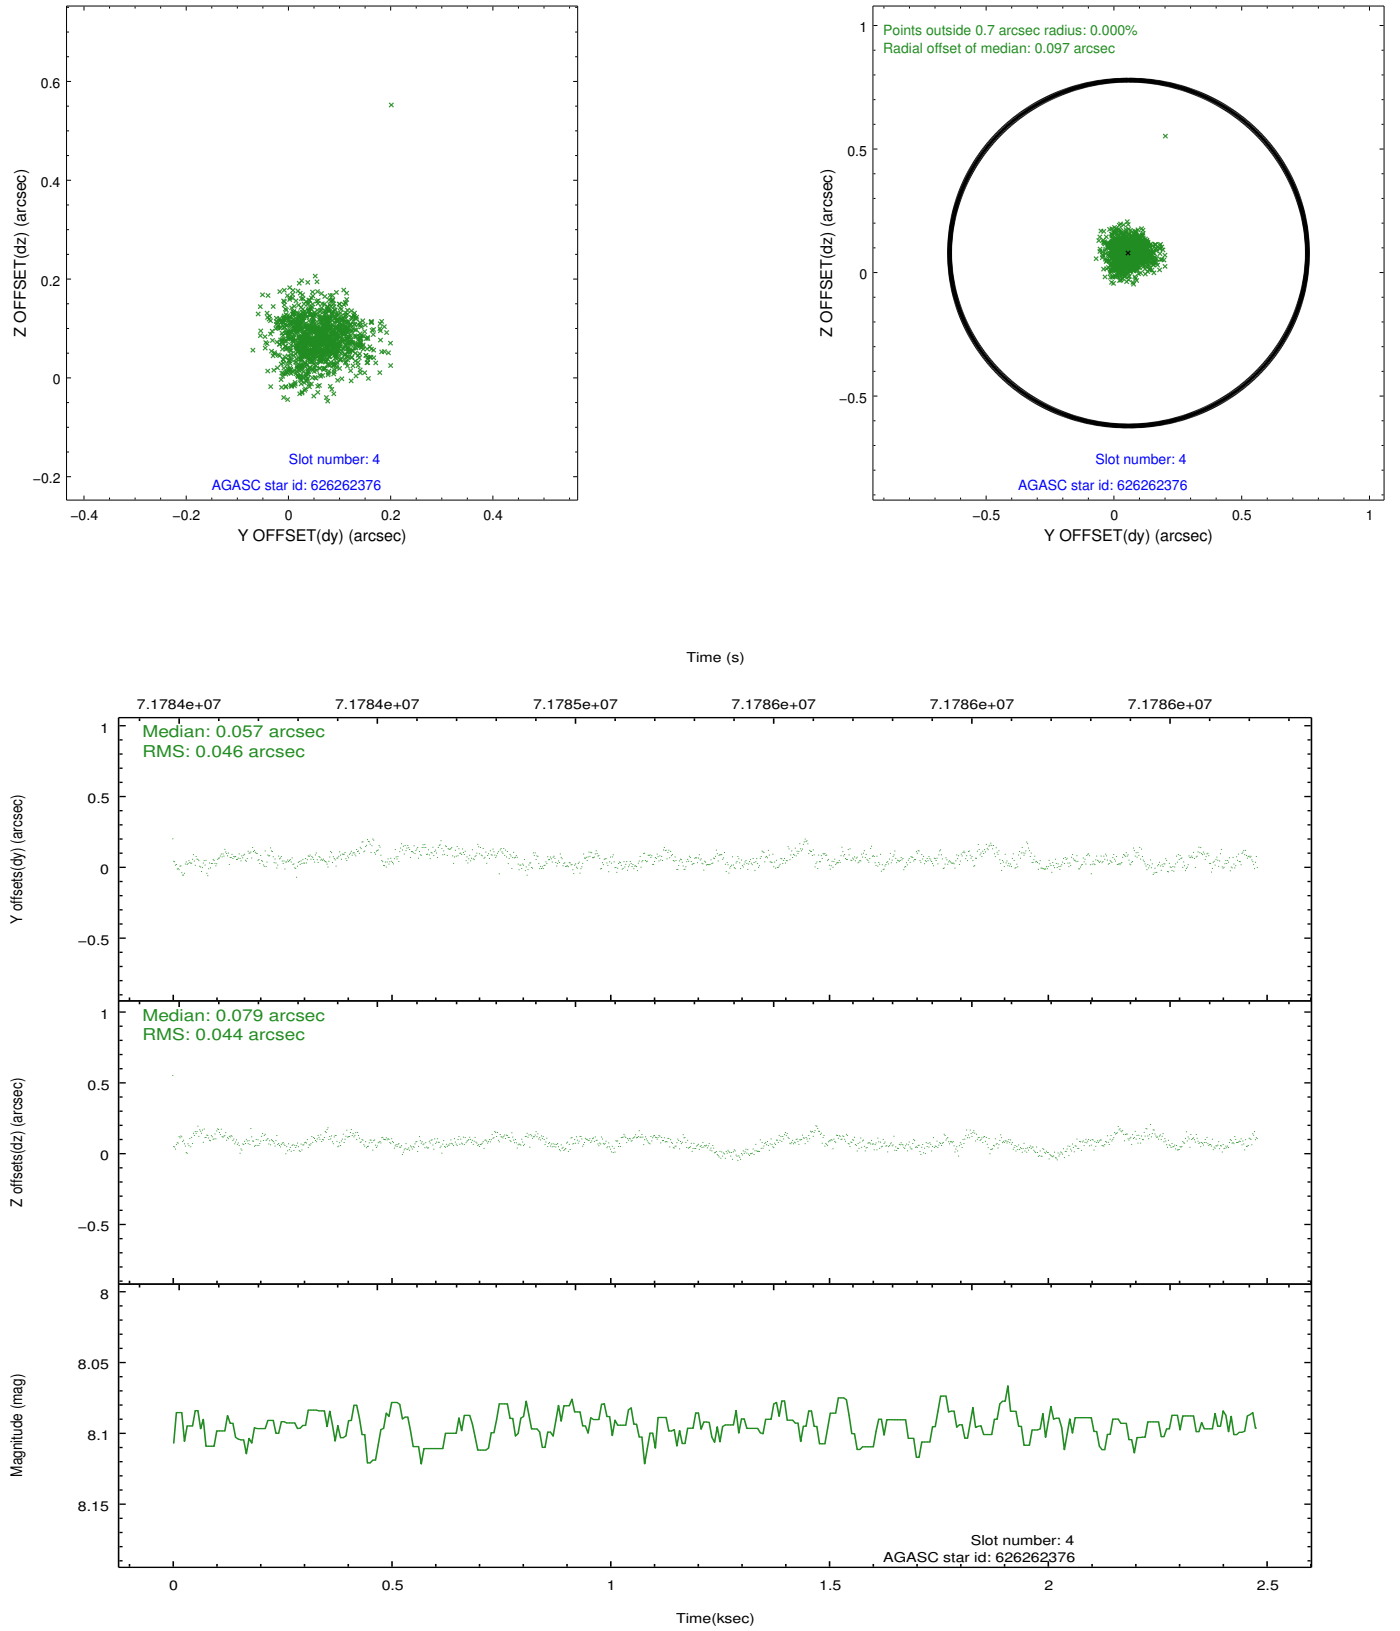 0.6
0.4
0.2
0
−0.2
Z OFFSET(dz) (arcsec)
Slot number: 4
AGASC star id: 626262376
−0.4 −0.2 0 0.2 0.4
Y OFFSET(dy) (arcsec)
Points outside 0.7 arcsec radius: 0.000%
Radial offset of median: 0.097 arcsec
1
0.5
0
−0.5
Z OFFSET(dz) (arcsec)
Slot number: 4
AGASC star id: 626262376
−0.5 0 0.5 1
Y OFFSET(dy) (arcsec)
Time (s)
7.1784e+07 7.1784e+07 7.1785e+07 7.1786e+07 7.1786e+07 7.1786e+07
Median: 0.057 arcsec
RMS: 0.046 arcsec
1
0.5
0
−0.5
Y offsets(dy) (arcsec)
Median: 0.079 arcsec
RMS: 0.044 arcsec
1
0.5
0
−0.5
Z offsets(dz) (arcsec)
8
8.05
8.1
8.15
Magnitude (mag)
Slot number: 4
AGASC star id: 626262376
0 0.5 1 1.5 2 2.5
Time(ksec)